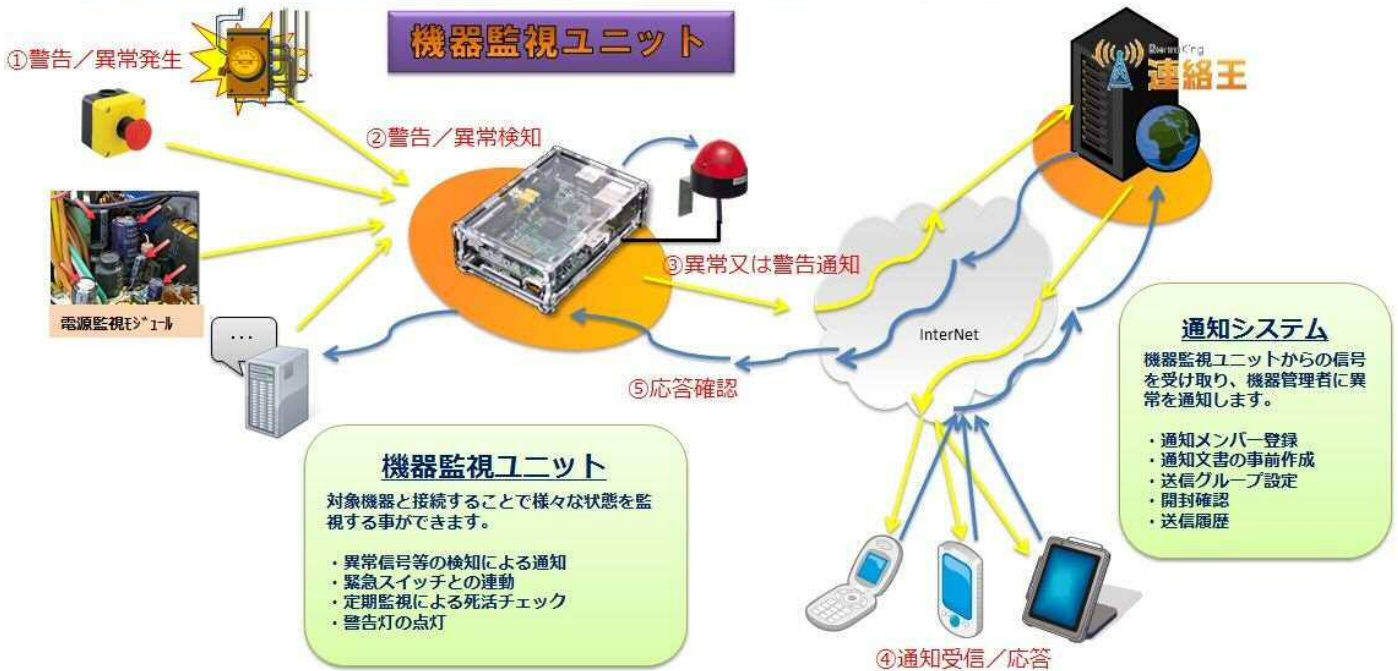 機器監視ユニット
①警告／異常発生
連絡王
②警告／異常検知
③異常又は警告通知
電源監視ﾓｼﾞｭｰﾙ
...
InterNet
⑤応答確認
通知システム
機器監視ユニットからの信号
を受け取り、機器管理者に異
常を通知します。
・通知メンバー登録
・通知文書の事前作成
・送信グループ設定
・開封確認
・送信履歴
機器監視ユニット
対象機器と接続することで様々な状態を監
視する事ができます。
・異常信号等の検知による通知
・緊急スイッチとの連動
・定期監視による死活チェック
・警告灯の点灯
④通知受信／応答